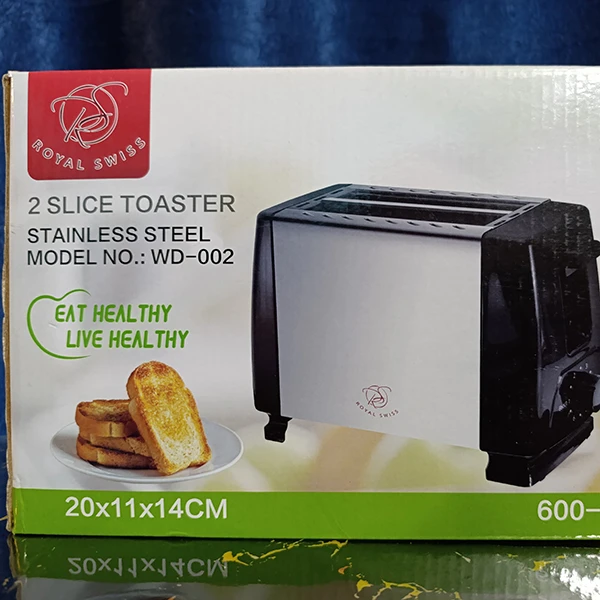 ROYAL SWISS
2 SLICE TOASTER
STAINLESS STEEL
MODEL NO.: WD-002
EAT HEALTHY
LIVE HEALTHY
ROYAL SWISS
20x11x14CM
600-
20x11x14CM